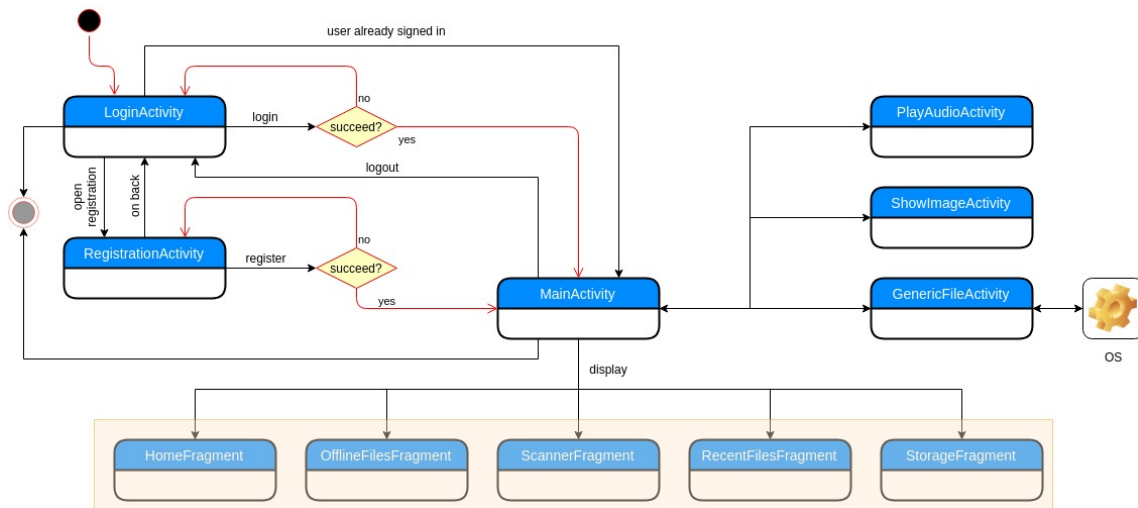 user already signed in
LoginActivity
login
succeed?
no
yes
PlayAudioActivity
logout
open
registration
on back
ShowImageActivity
RegistrationActivity
register
succeed?
no
yes
MainActivity
GenericFileActivity
OS
display
HomeFragment
OfflineFilesFragment
ScannerFragment
RecentFilesFragment
StorageFragment